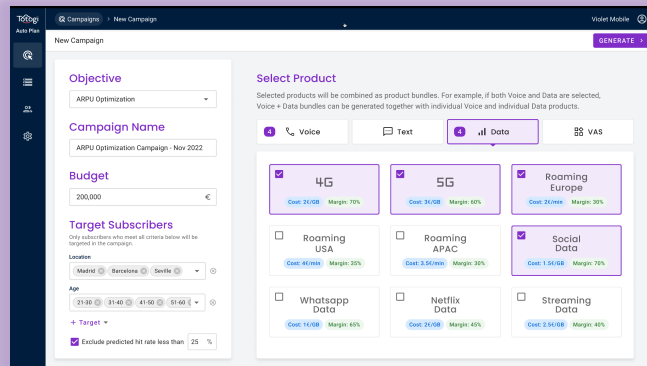 Totogi
Auto Plan
Campaigns > New Campaign
Violet Mobile
New Campaign
GENERATE >
Objective
ARPU Optimization
Campaign Name
ARPU Optimization Campaign - Nov 2022
Budget
200,000 €
Target Subscribers
Only subscribers who meet all criteria below will be
targeted in the campaign.
Location
Madrid Barcelona Seville
Age
21-30 31-40 41-50 51-60
+ Target
Exclude predicted hit rate less than 25 %
Select Product
Selected products will be combined as product bundles. For example, if both Voice and Data are selected,
Voice + Data bundles can be generated together with individual Voice and individual Data products.
4 Voice
Text
4 Data
VAS
4G
Cost: 2€/GB Margin: 70%
5G
Cost: 3€/GB Margin: 60%
Roaming
Europe
Cost: 2€/min Margin: 30%
Roaming
USA
Cost: 4€/min Margin: 35%
Roaming
APAC
Cost: 3.5€/min Margin: 30%
Social
Data
Cost: 1.5€/GB Margin: 70%
Whatsapp
Data
Cost: 1€/GB Margin: 65%
Netflix
Data
Cost: 2€/GB Margin: 45%
Streaming
Data
Cost: 2.5€/GB Margin: 40%